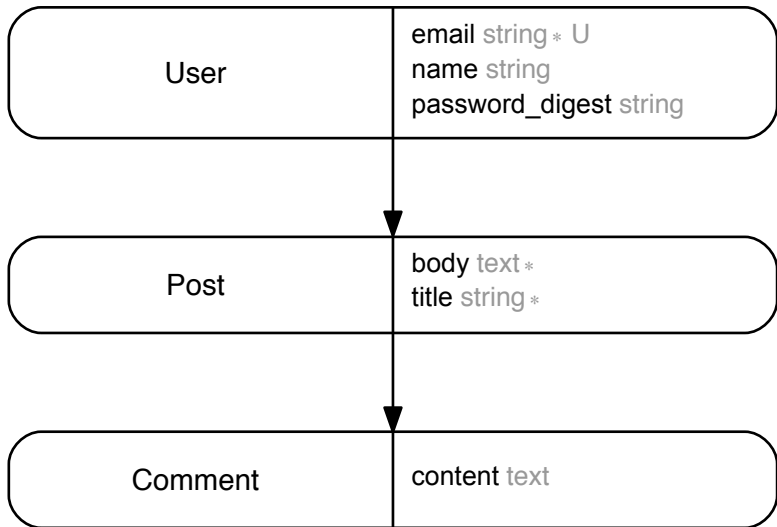 User
email string ∗ U
name string
password_digest string
Post
body text ∗
title string ∗
Comment
content text